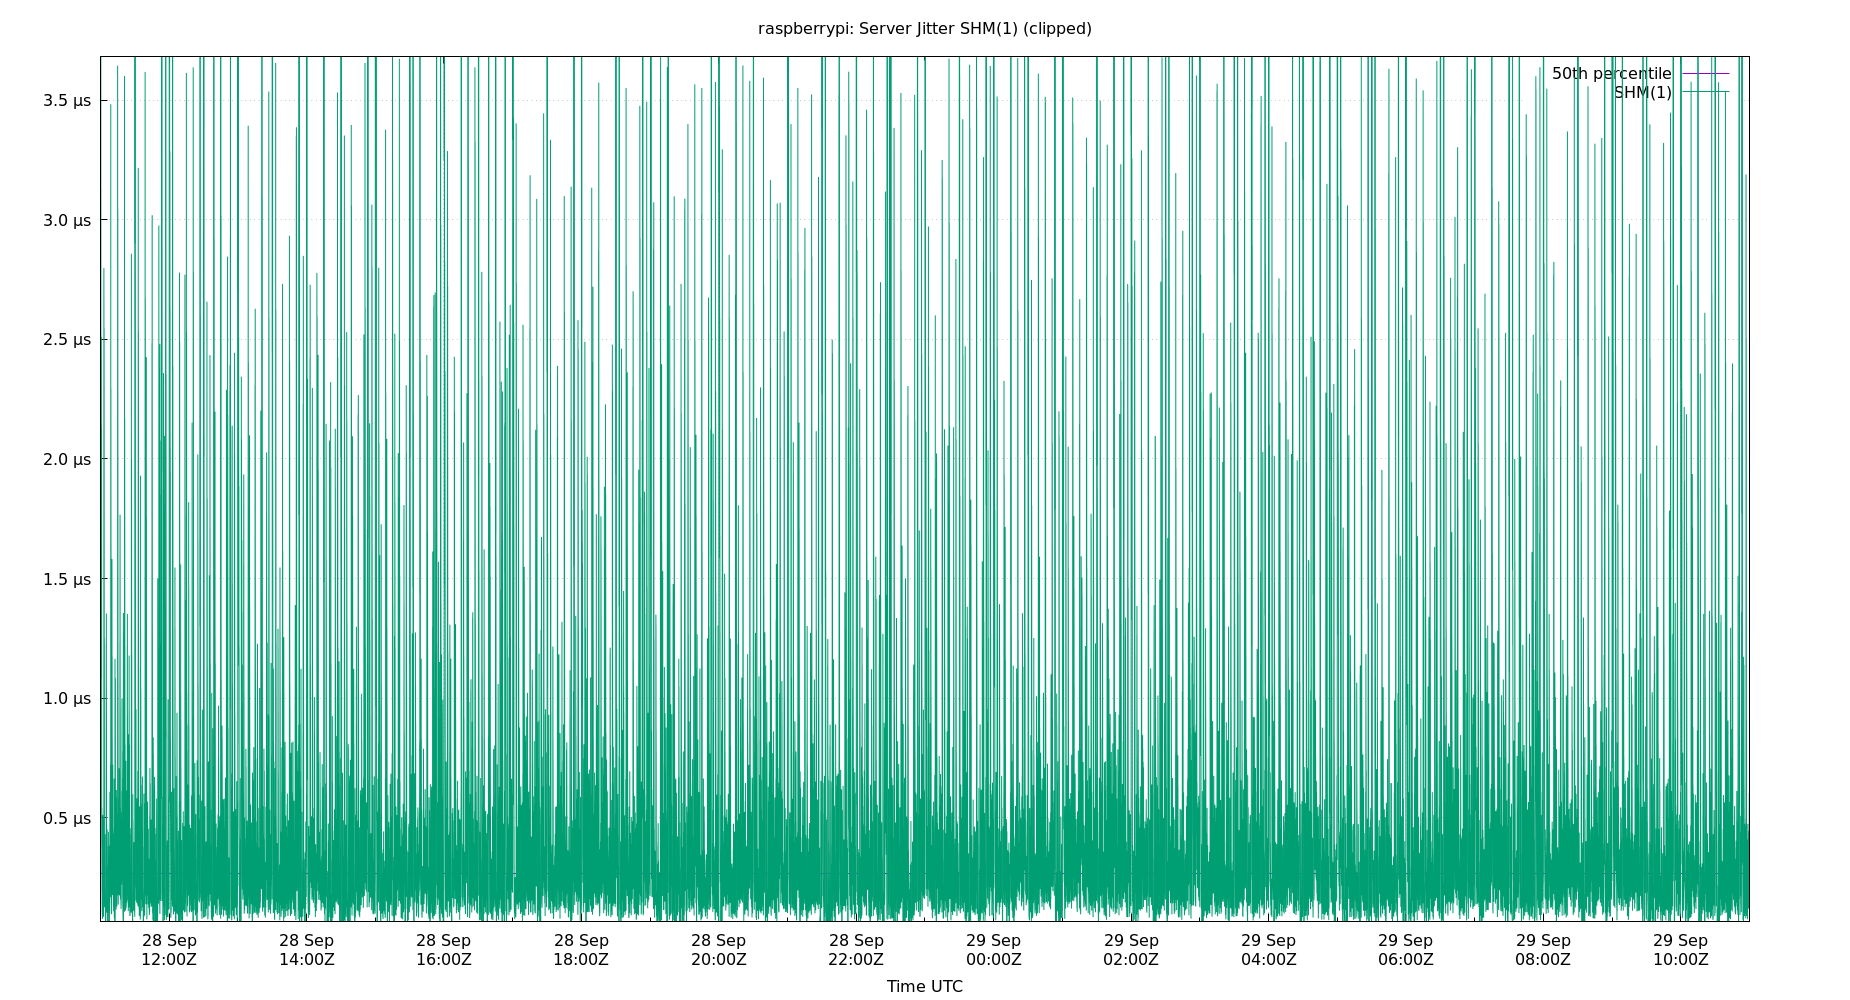 raspberrypi: Server Jitter SHM(1) (clipped)
50th percentile
SHM(1)
3.5 µs
3.0 µs
2.5 µs
2.0 µs
1.5 µs
1.0 µs
0.5 µs
28 Sep 28 Sep 28 Sep 28 Sep 28 Sep 28 Sep 29 Sep 29 Sep 29 Sep 29 Sep 29 Sep 29 Sep
12:00Z 14:00Z 16:00Z 18:00Z 20:00Z 22:00Z 00:00Z 02:00Z 04:00Z 06:00Z 08:00Z 10:00Z
Time UTC